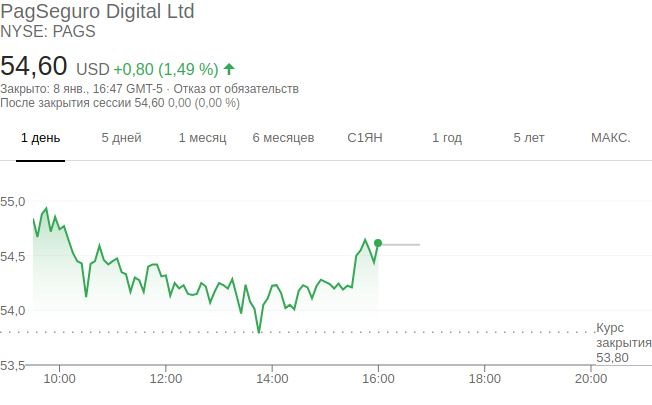 PagSeguro Digital Ltd
NYSE: PAGS
54,60 USD +0,80 (1,49 %)
Закрыто: 8 янв., 16:47 GMT-5 · Отказ от обязательств
После закрытия сессии 54,60 0,00 (0,00 %)
1 день 5 дней 1 месяц 6 месяцев С1ЯН 1 год 5 лет МАКС.
55,0
54,5
54,0
Курс
закрытия
53,80
53,5
10:00 12:00 14:00 16:00 18:00 20:00